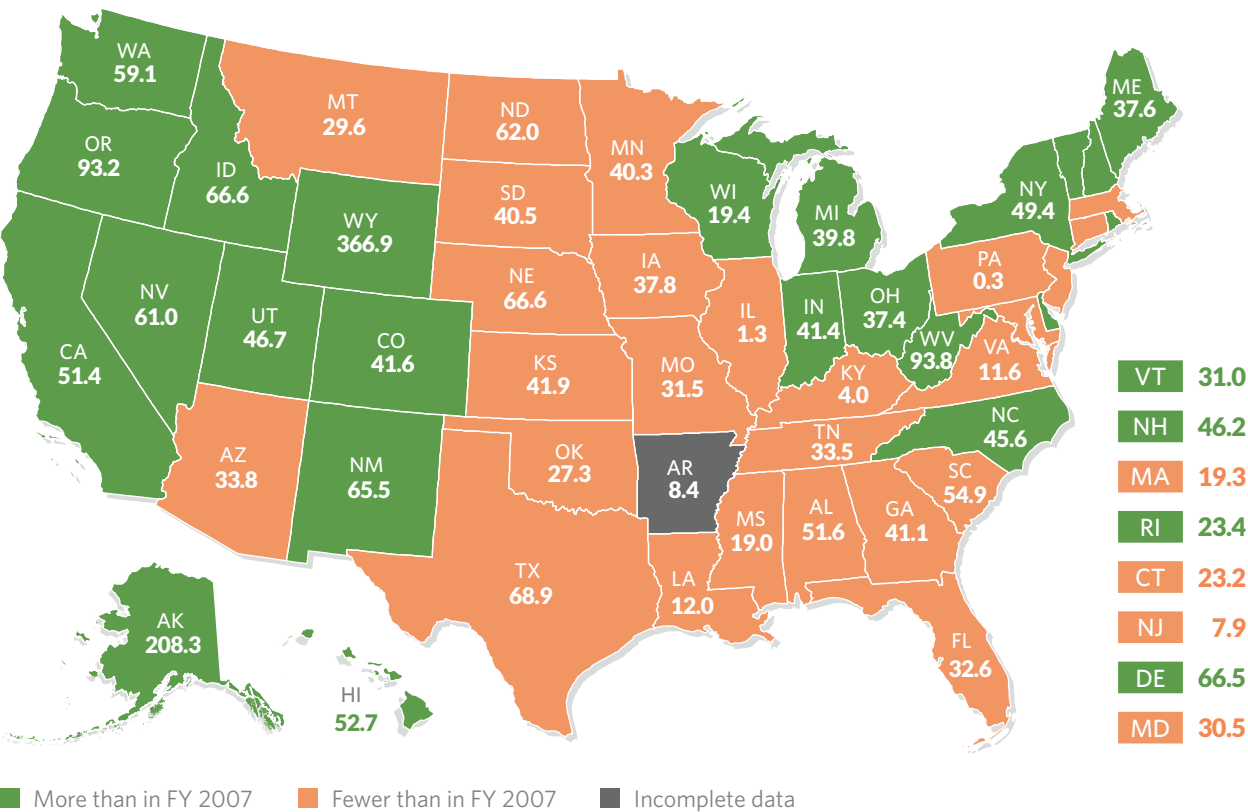 WA
59.1
OR
93.2
ID
66.6
MT
29.6
ND
62.0
MN
40.3
SD
40.5
WY
366.9
WI
19.4
MI
39.8
NY
49.4
ME
37.6
NV
61.0
UT
46.7
CO
41.6
NE
66.6
IA
37.8
IL
1.3
IN
41.4
OH
37.4
PA
0.3
CA
51.4
KS
41.9
MO
31.5
KY
4.0
WV
93.8
VA
11.6
AZ
33.8
NM
65.5
OK
27.3
AR
8.4
TN
33.5
NC
45.6
SC
54.9
MS
19.0
AL
51.6
GA
41.1
TX
68.9
LA
12.0
FL
32.6
AK
208.3
HI
52.7
VT 31.0
NH 46.2
MA 19.3
RI 23.4
CT 23.2
NJ 7.9
DE 66.5
MD 30.5
More than in FY 2007 Fewer than in FY 2007 Incomplete data